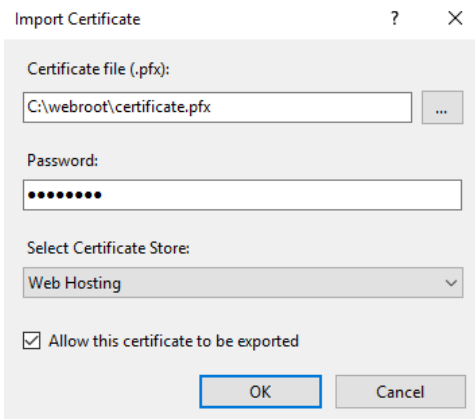 Import Certificate ? ×
Certificate file (.pfx):
C:\webroot\certificate.pfx ...
Password:
••••••••
Select Certificate Store:
Web Hosting
Allow this certificate to be exported
OK Cancel